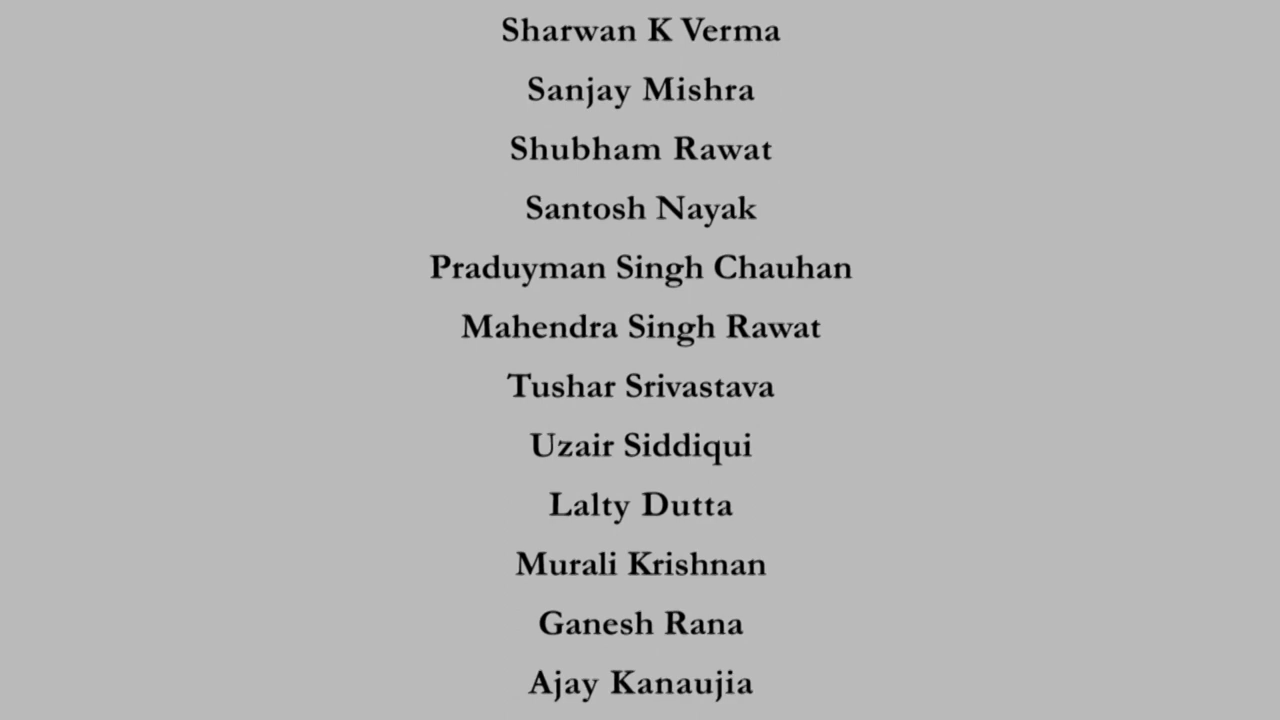 Sharwan K Verma
Sanjay Mishra
Shubham Rawat
Santosh Nayak
Praduyman Singh Chauhan
Mahendra Singh Rawat
Tushar Srivastava
Uzair Siddiqui
Lalty Dutta
Murali Krishnan
Ganesh Rana
Ajay Kanaujia